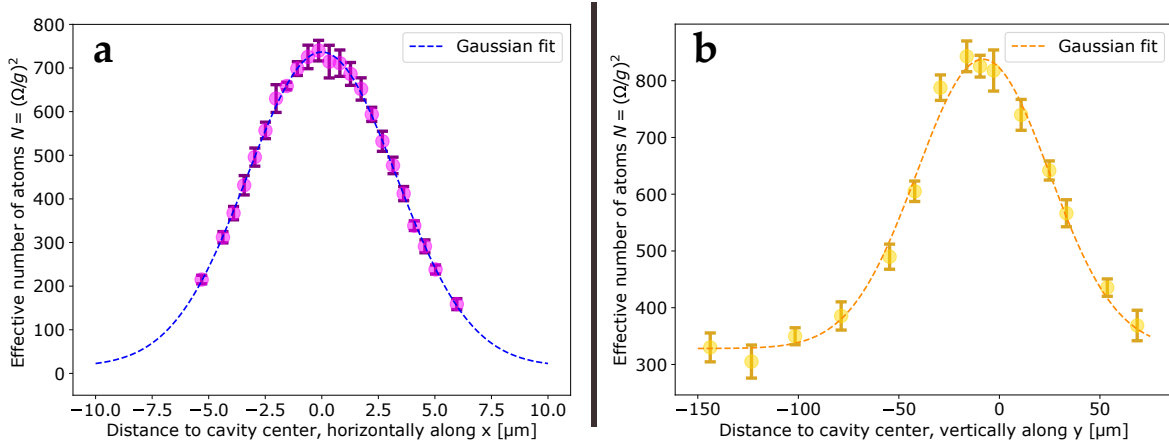 a
Gaussian fit
Effective number of atoms N = (Ω/g)²
800
700
600
500
400
300
200
100
0
−10.0 −7.5 −5.0 −2.5 0.0 2.5 5.0 7.5 10.0
Distance to cavity center, horizontally along x [μm]
b
Gaussian fit
Effective number of atoms N = (Ω/g)²
800
700
600
500
400
300
−150 −100 −50 0 50
Distance to cavity center, vertically along y [μm]